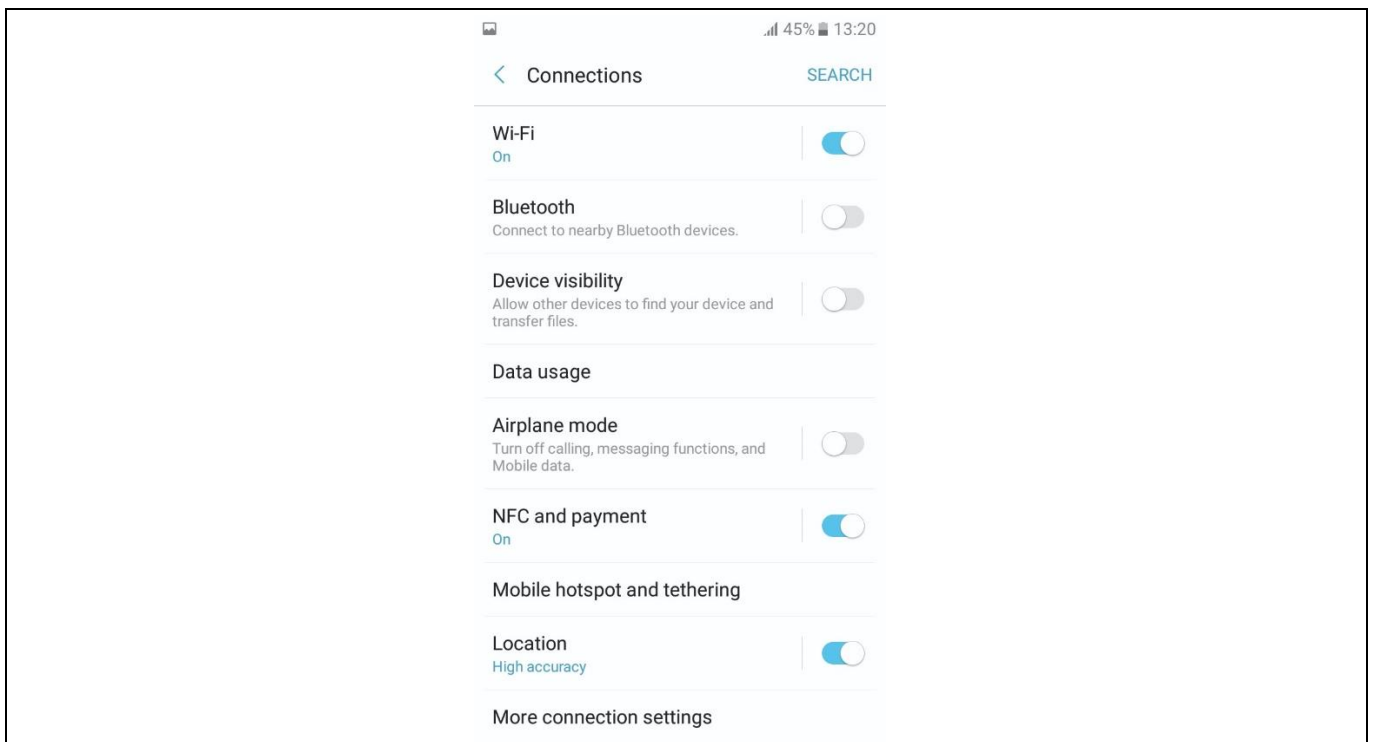 45% 13:20
Connections SEARCH
Wi-Fi
On
Bluetooth
Connect to nearby Bluetooth devices.
Device visibility
Allow other devices to find your device and
transfer files.
Data usage
Airplane mode
Turn off calling, messaging functions, and
Mobile data.
NFC and payment
On
Mobile hotspot and tethering
Location
High accuracy
More connection settings